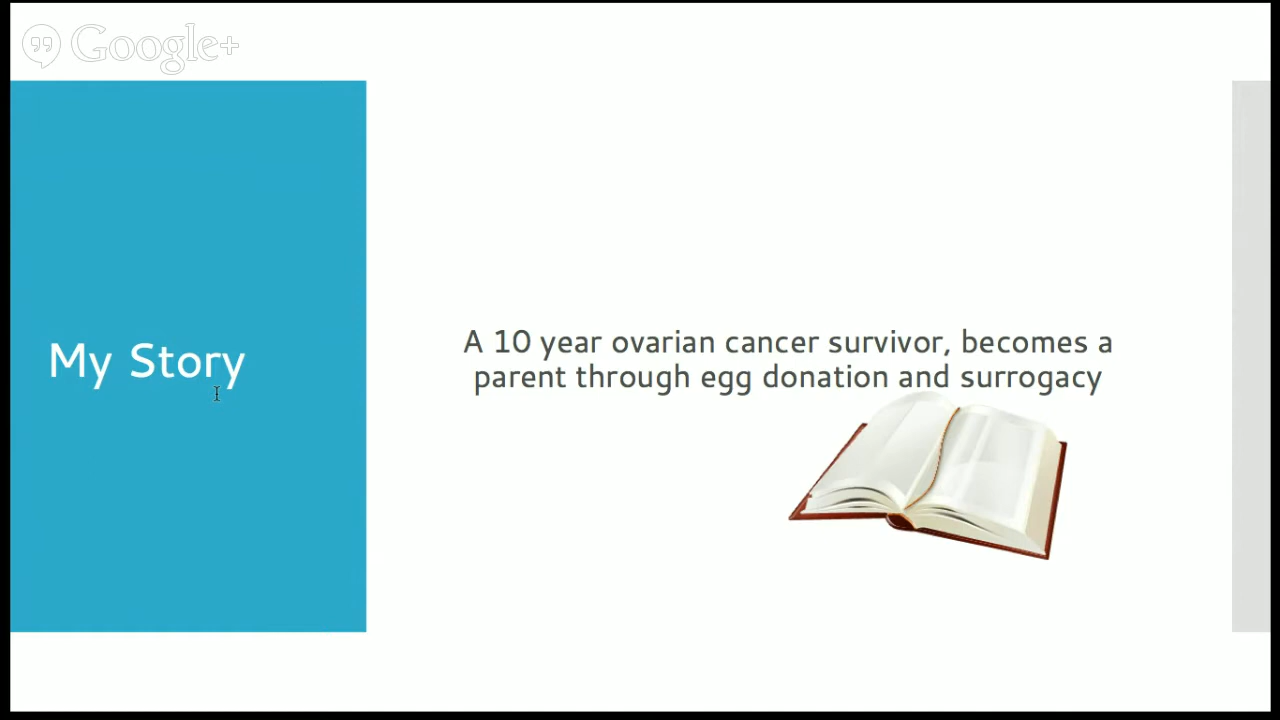 Google+
My Story
A 10 year ovarian cancer survivor, becomes a
parent through egg donation and surrogacy